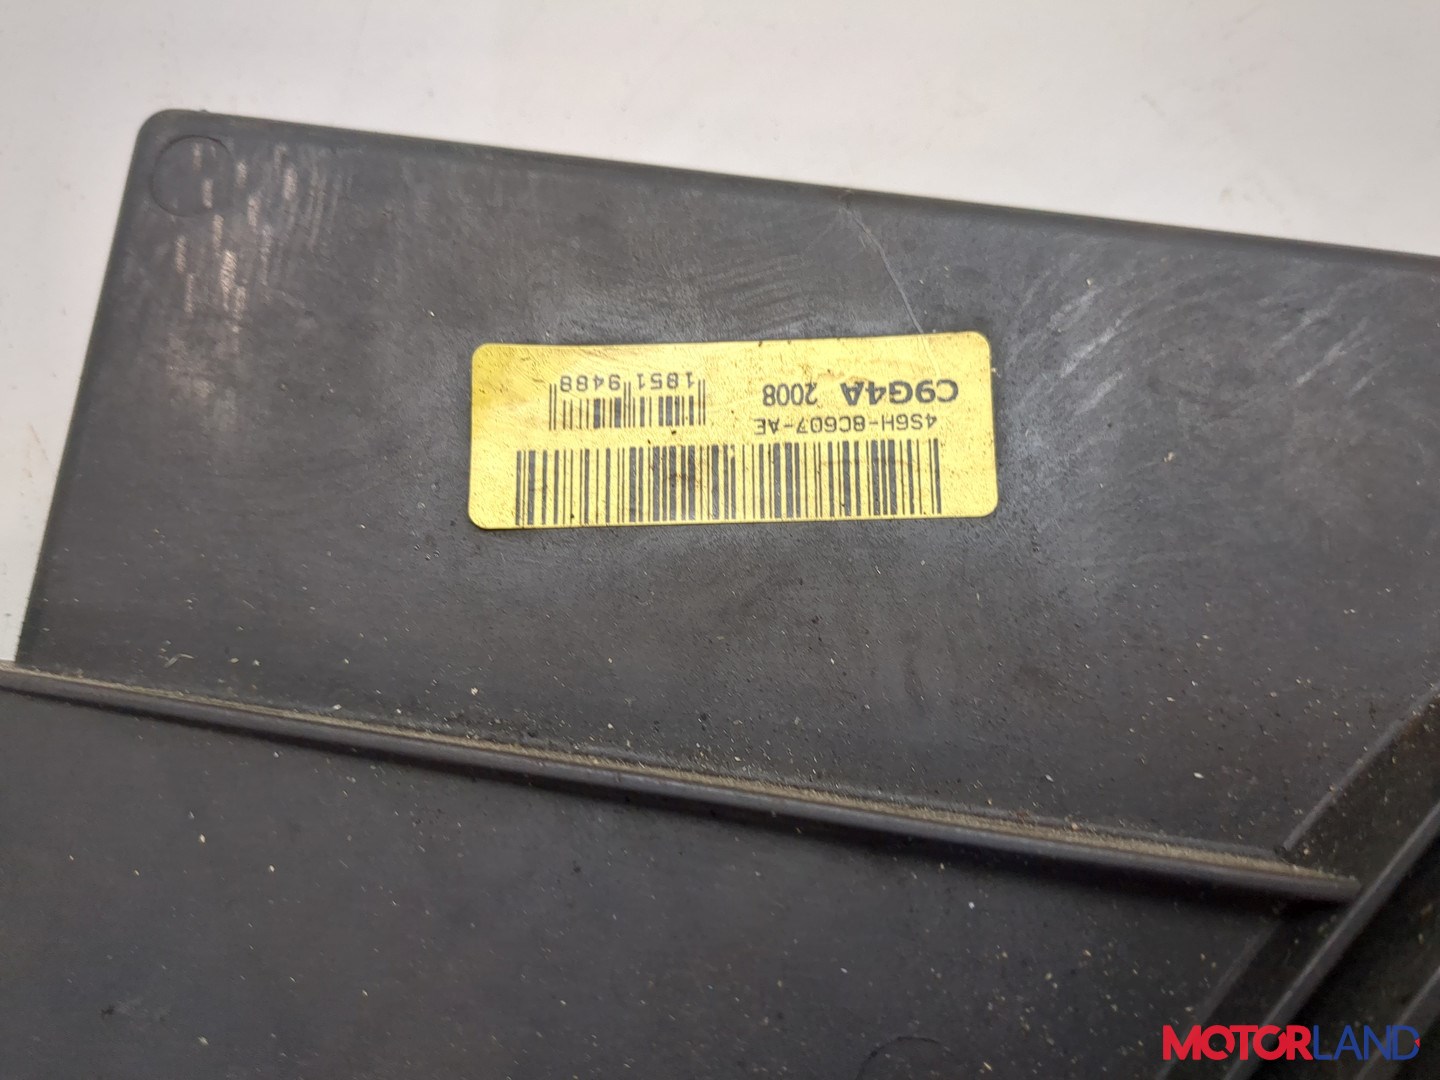 4S6H-8C607-AE
C9G4A 2008
1851 9488
MOTORLAND